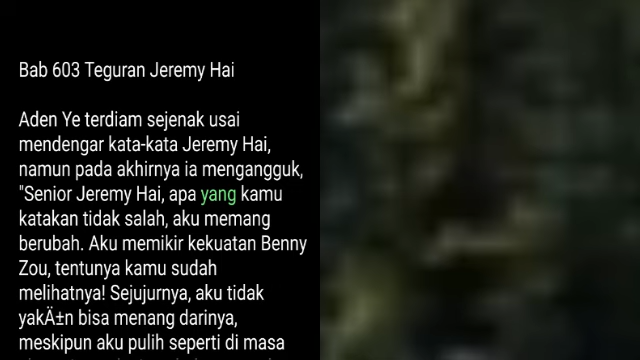 Bab 603 Teguran Jeremy Hai
Aden Ye terdiam sejenak usai
mendengar kata-kata Jeremy Hai,
namun pada akhirnya ia mengangguk,
"Senior Jeremy Hai, apa yang kamu
katakan tidak salah, aku memang
berubah. Aku memikir kekuatan Benny
Zou, tentunya kamu sudah
melihatnya! Sejujurnya, aku tidak
yakÄ±n bisa menang darinya,
meskipun aku pulih seperti di masa